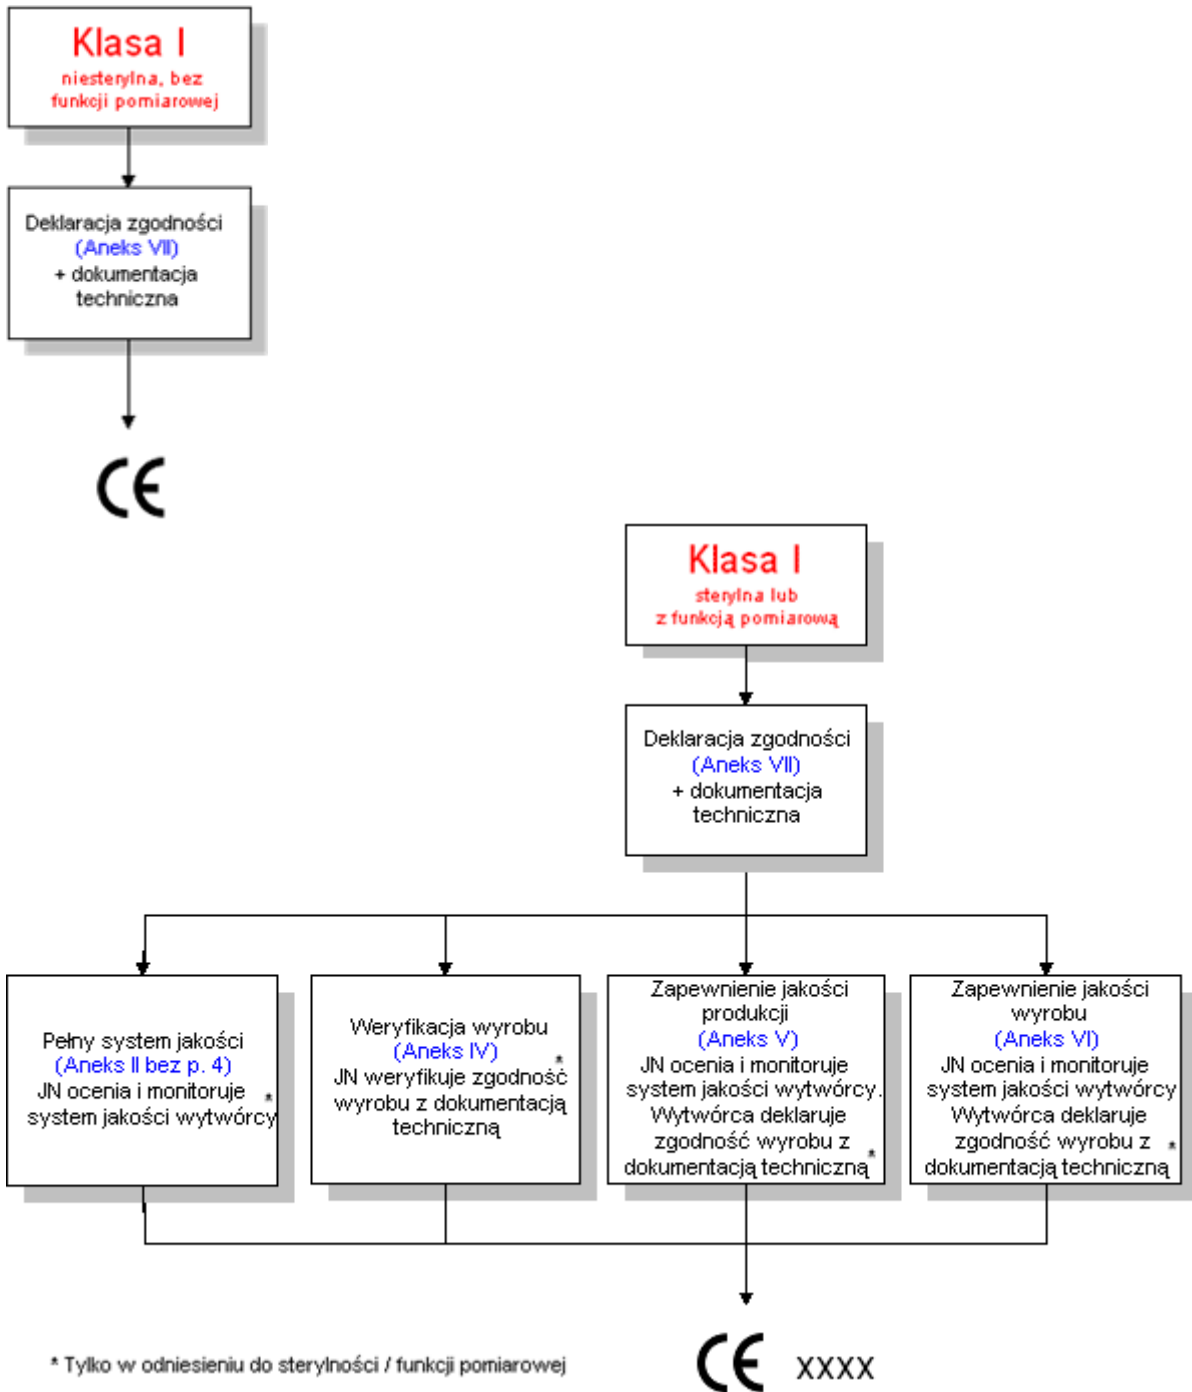 Klasa I
niesterylna, bez
funkcji pomiarowej
Deklaracja zgodności
(Aneks VII)
+ dokumentacja
techniczna
CE
Klasa I
sterylna lub
z funkcją pomiarową
Deklaracja zgodności
(Aneks VII)
+ dokumentacja
techniczna
Pełny system jakości
(Aneks II bez p. 4)
JN ocenia i monitoruje
system jakości wytwórcy *
Weryfikacja wyrobu
(Aneks IV) *
JN weryfikuje zgodność
wyrobu z dokumentacją
techniczną
Zapewnienie jakości
produkcji
(Aneks V)
JN ocenia i monitoruje
system jakości wytwórcy.
Wytwórca deklaruje
zgodność wyrobu z
dokumentacją techniczną *
Zapewnienie jakości
wyrobu
(Aneks VI)
JN ocenia i monitoruje
system jakości wytwórcy
Wytwórca deklaruje
zgodność wyrobu z
dokumentacją techniczną *
* Tylko w odniesieniu do sterylności / funkcji pomiarowej
CE XXXX